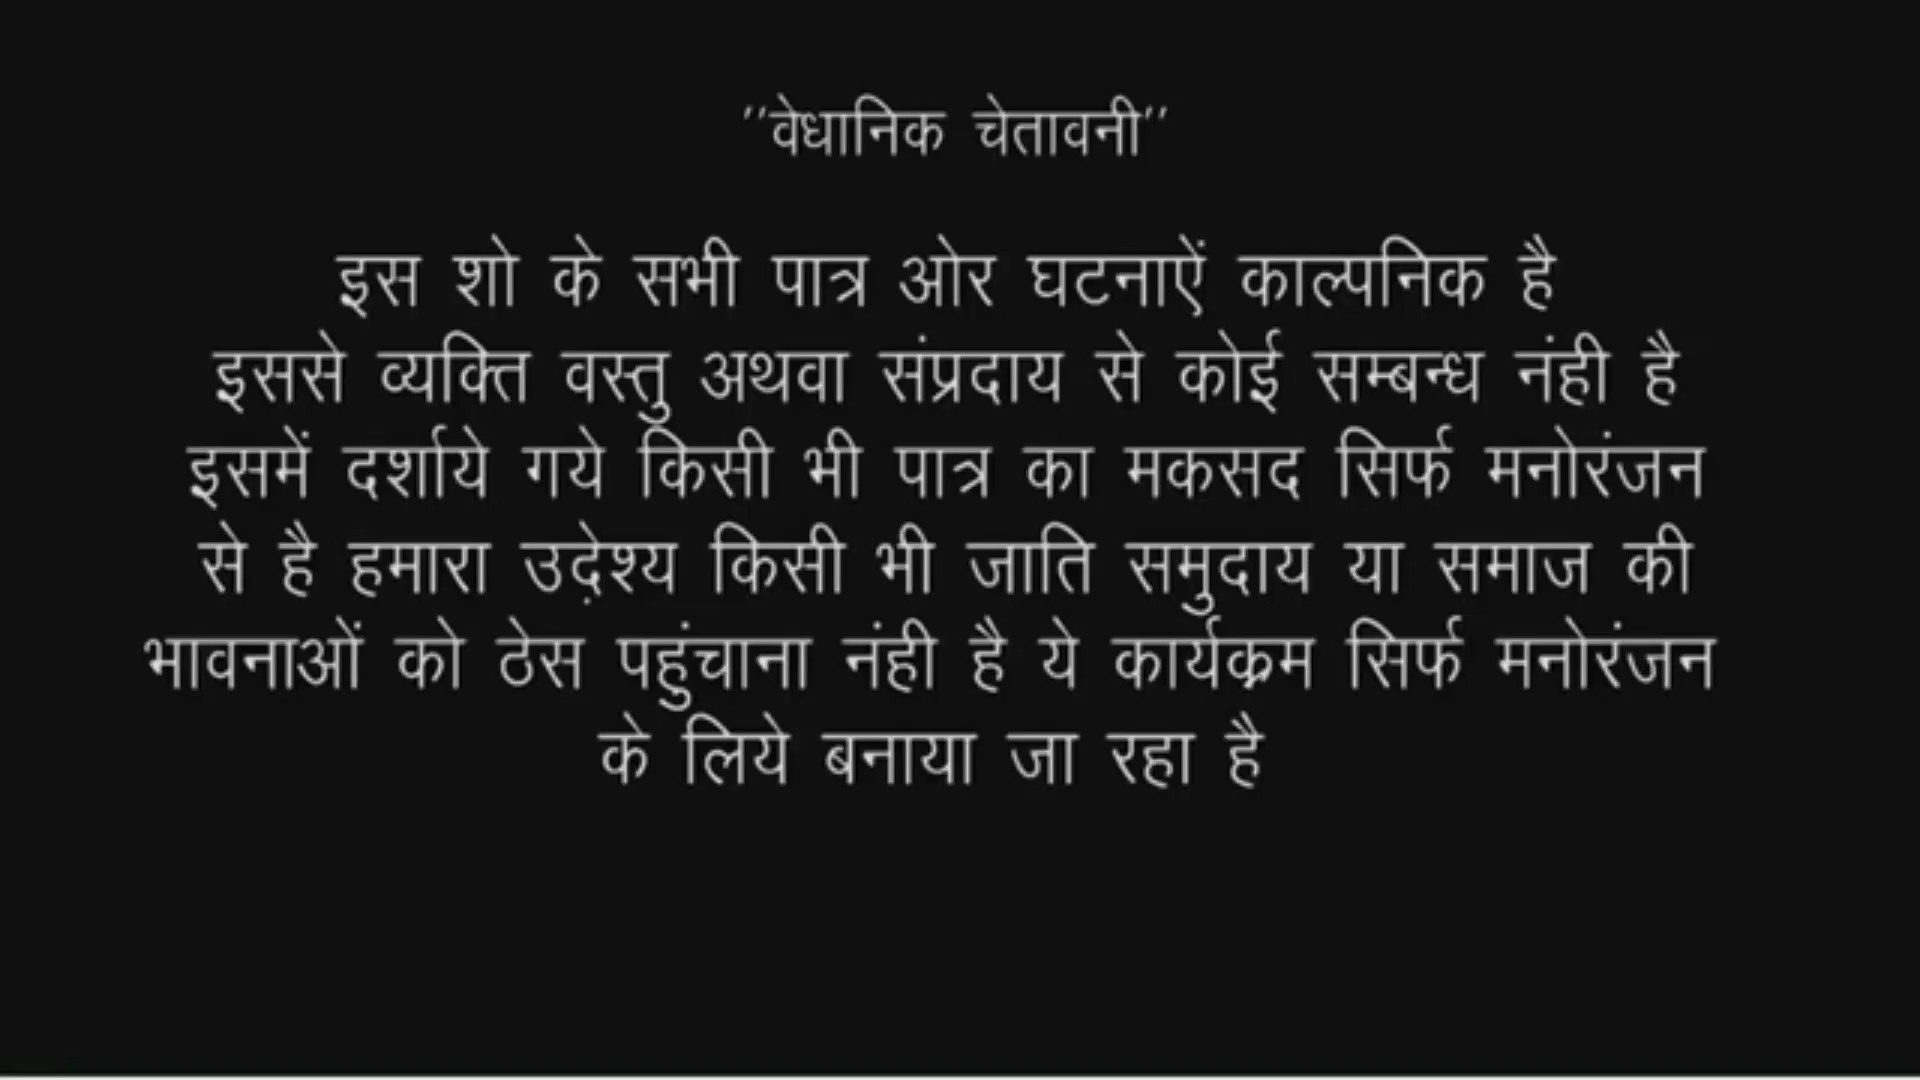 ''वेधानिक चेतावनी''
इस शो के सभी पात्र ओर घटनाऐं काल्पनिक है
इससे व्यक्ति वस्तु अथवा संप्रदाय से कोई सम्बन्ध नंही है
इसमें दर्शाये गये किसी भी पात्र का मकसद सिर्फ मनोरंजन
से है हमारा उदे़श्य किसी भी जाति समुदाय या समाज की
भावनाओं को ठेस पहुंचाना नंही है ये कार्यक्रम सिर्फ मनोरंजन
के लिये बनाया जा रहा है